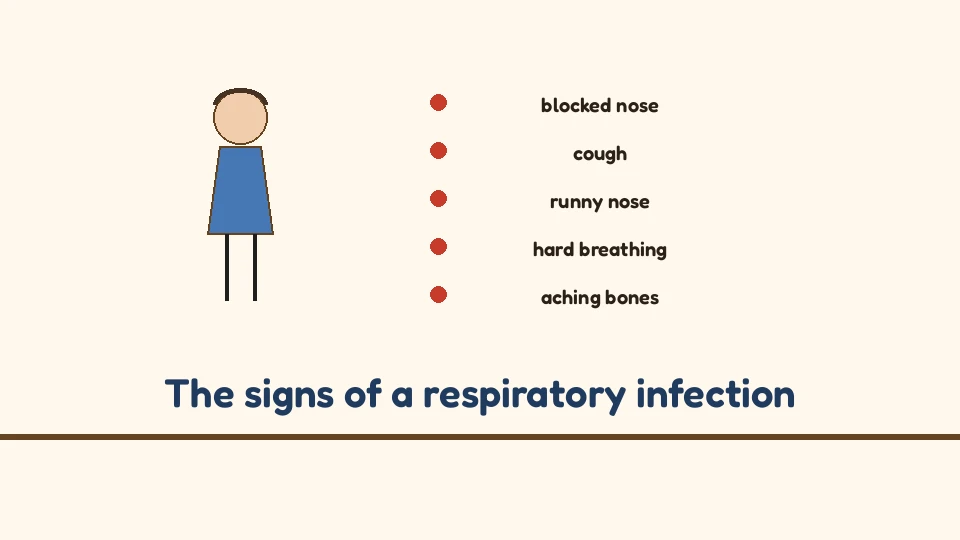 blocked nose
cough
runny nose
hard breathing
aching bones
The signs of a respiratory infection